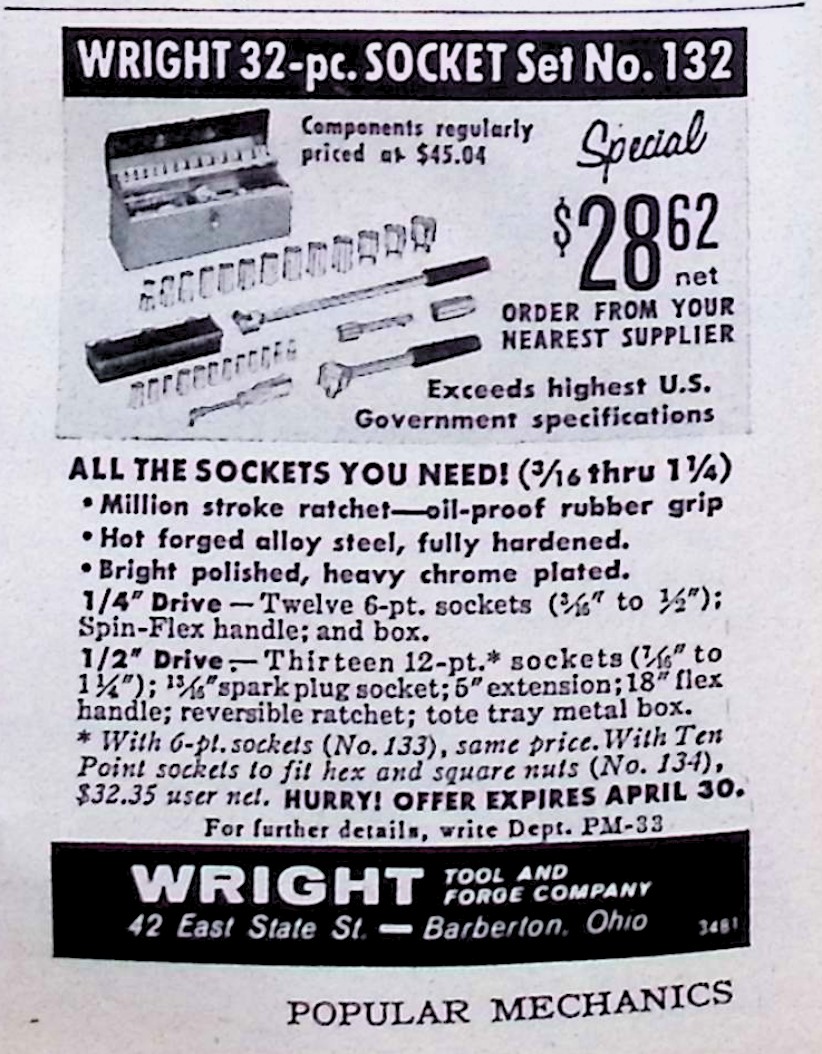 WRIGHT 32-pc. SOCKET Set No. 132
Components regularly
priced at $45.04
Special
$2862
net
ORDER FROM YOUR
NEAREST SUPPLIER
Exceeds highest U.S.
Government specifications
ALL THE SOCKETS YOU NEED! (3/16 thru 1 1/4)
• Million stroke ratchet—oil-proof rubber grip
• Hot forged alloy steel, fully hardened.
• Bright polished, heavy chrome plated.
1/4" Drive — Twelve 6-pt. sockets (3/16" to 1/2");
Spin-Flex handle; and box.
1/2" Drive — Thirteen 12-pt.* sockets (7/16" to
1 1/4"); 13/16" spark plug socket; 5" extension; 18" flex
handle; reversible ratchet; tote tray metal box.
* With 6-pt. sockets (No. 133), same price. With Ten
Point sockets to fit hex and square nuts (No. 134),
$32.35 user net. HURRY! OFFER EXPIRES APRIL 30.
For further details, write Dept. PM-33
WRIGHT TOOL AND
FORGE COMPANY
42 East State St. — Barberton, Ohio
3481
POPULAR MECHANICS